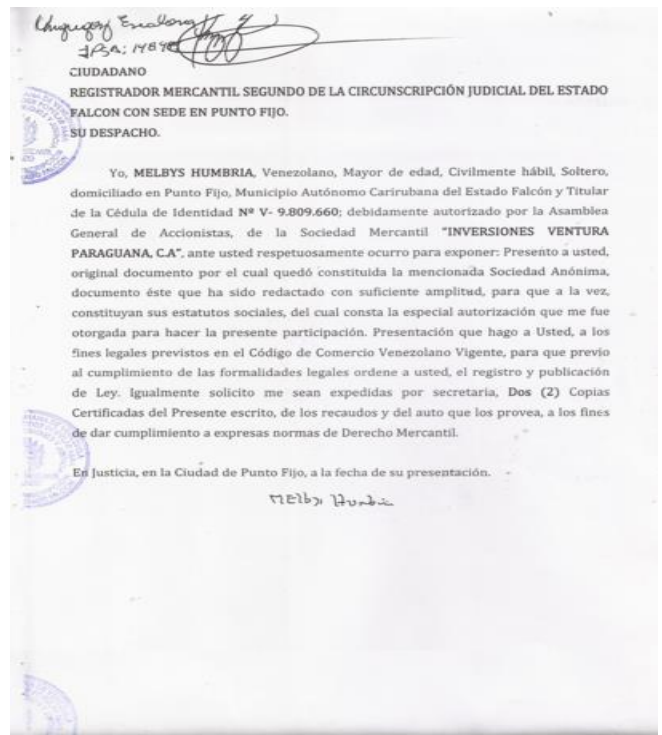 Escalona
CIUDADANO
REGISTRADOR MERCANTIL SEGUNDO DE LA CIRCUNSCRIPCIÓN JUDICIAL DEL ESTADO
FALCON CON SEDE EN PUNTO FIJO.
SU DESPACHO.
Yo, MELBYS HUMBRIA, Venezolano, Mayor de edad, Civilmente hábil, Soltero,
domiciliado en Punto Fijo, Municipio Autónomo Carirubana del Estado Falcón y Titular
de la Cédula de Identidad Nº V- 9.809.660; debidamente autorizado por la Asamblea
General de Accionistas, de la Sociedad Mercantil "INVERSIONES VENTURA
PARAGUANA, C.A", ante usted respetuosamente ocurro para exponer: Presento a usted,
original documento por el cual quedó constituida la mencionada Sociedad Anónima,
documento éste que ha sido redactado con suficiente amplitud, para que a la vez,
constituyan sus estatutos sociales, del cual consta la especial autorización que me fue
otorgada para hacer la presente participación. Presentación que hago a Usted, a los
fines legales previstos en el Código de Comercio Venezolano Vigente, para que previo
al cumplimiento de las formalidades legales ordene a usted, el registro y publicación
de Ley. Igualmente solicito me sean expedidas por secretaria, Dos (2) Copias
Certificadas del Presente escrito, de los recaudos y del auto que los provea, a los fines
de dar cumplimiento a expresas normas de Derecho Mercantil.
En Justicia, en la Ciudad de Punto Fijo, a la fecha de su presentación.
Melbys Humbria